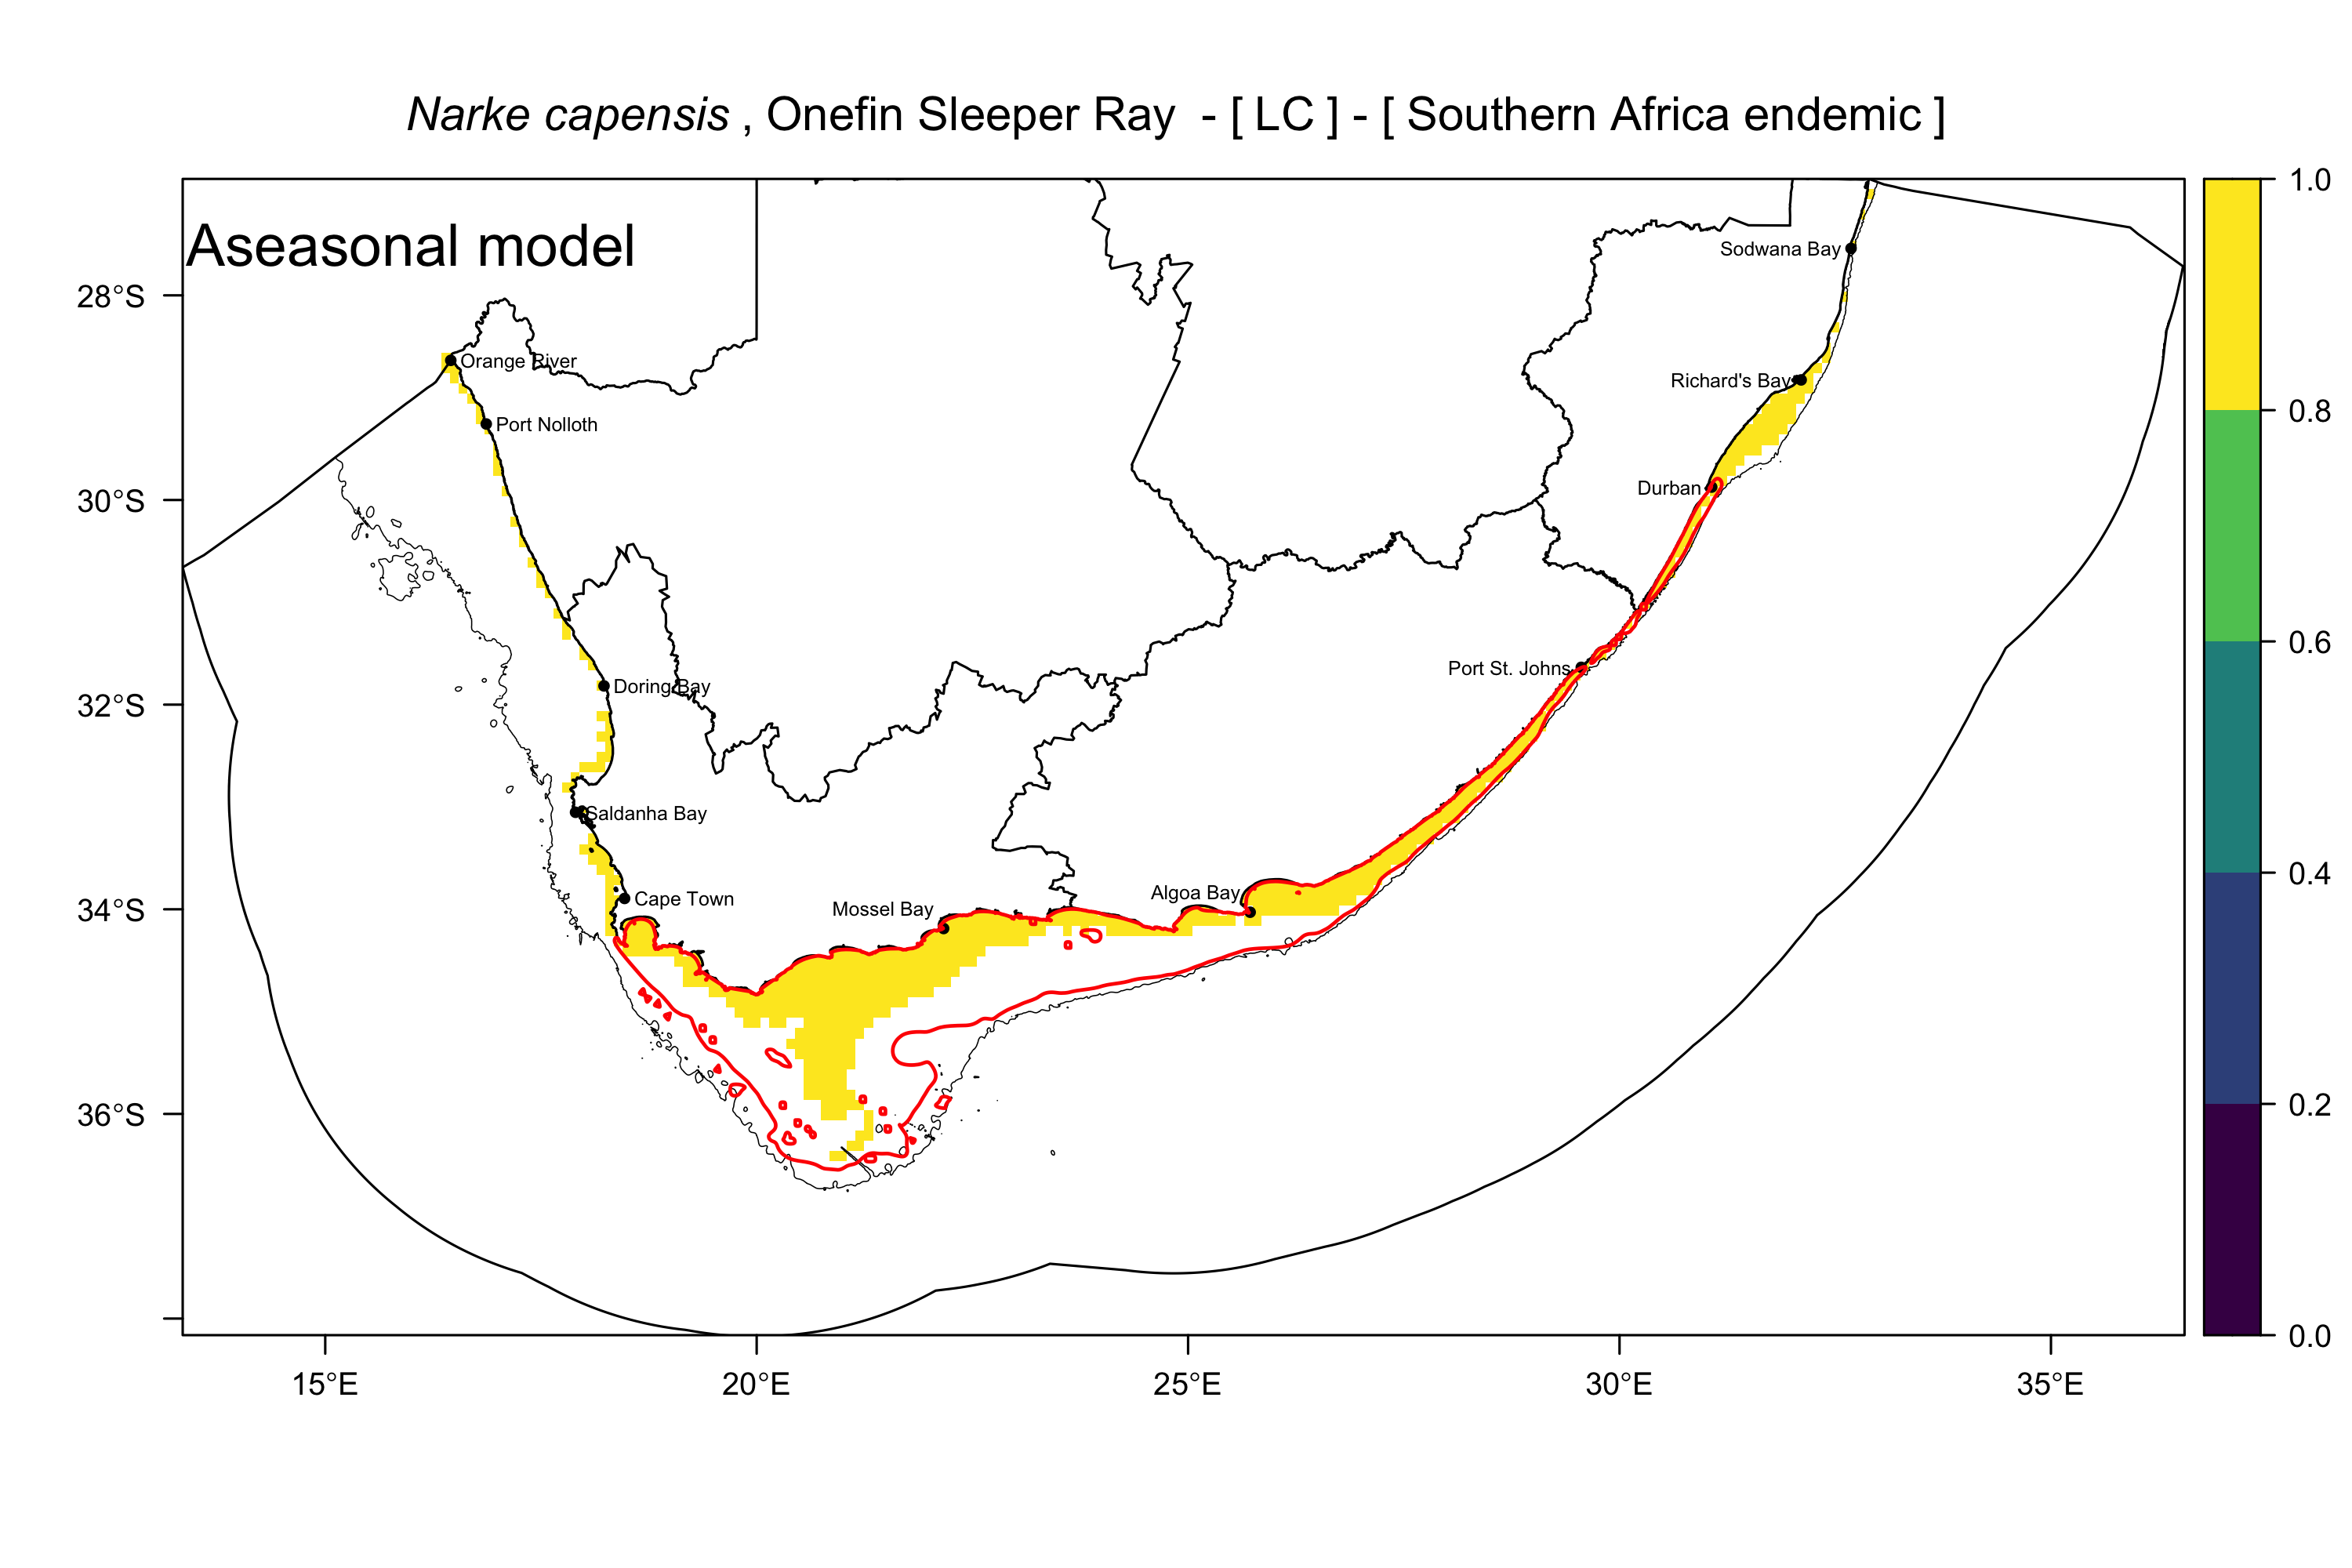 Narke capensis , Onefin Sleeper Ray - [ LC ] - [ Southern Africa endemic ]
Aseasonal model
1.0
0.8
0.6
0.4
0.2
0.0
28°S
30°S
32°S
34°S
36°S
Sodwana Bay
Orange River
Richard's Bay
Port Nolloth
Durban
Port St. Johns
Doring Bay
Saldanha Bay
Algoa Bay
Cape Town
Mossel Bay
15°E
20°E
25°E
30°E
35°E